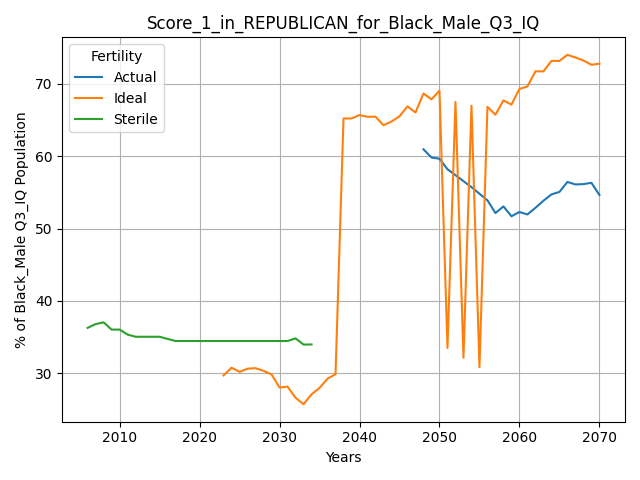 Score_1_in_REPUBLICAN_for_Black_Male_Q3_IQ
Fertility
Actual
Ideal
Sterile
% of Black_Male Q3_IQ Population
70
60
50
40
30
2010 2020 2030 2040 2050 2060 2070
Years